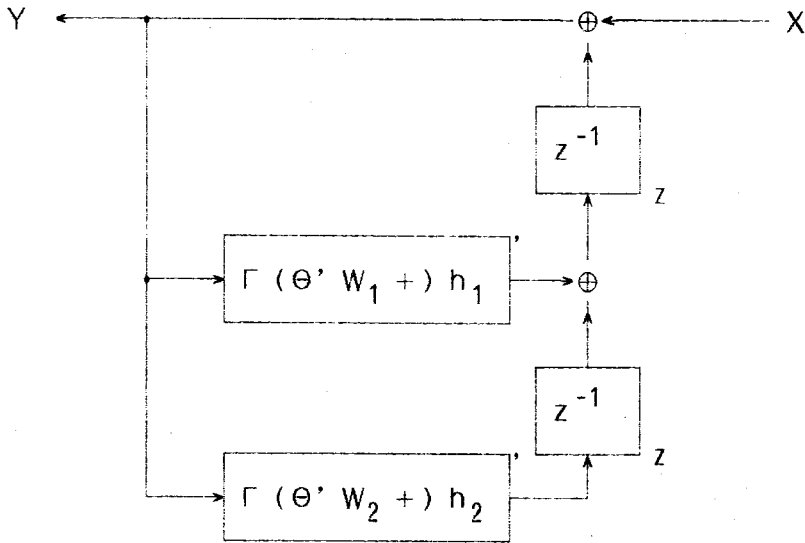 Y X
z⁻¹
z
Γ (Θ' W₁ +) h₁ '
z⁻¹
z
Γ (Θ' W₂ +) h₂ '